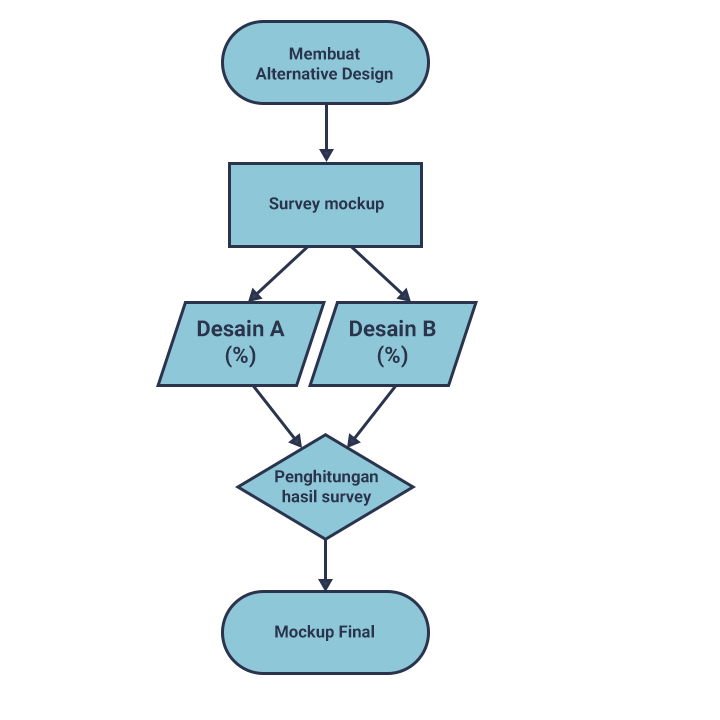 Membuat
Alternative Design
Survey mockup
Desain A
(%)
Desain B
(%)
Penghitungan
hasil survey
Mockup Final